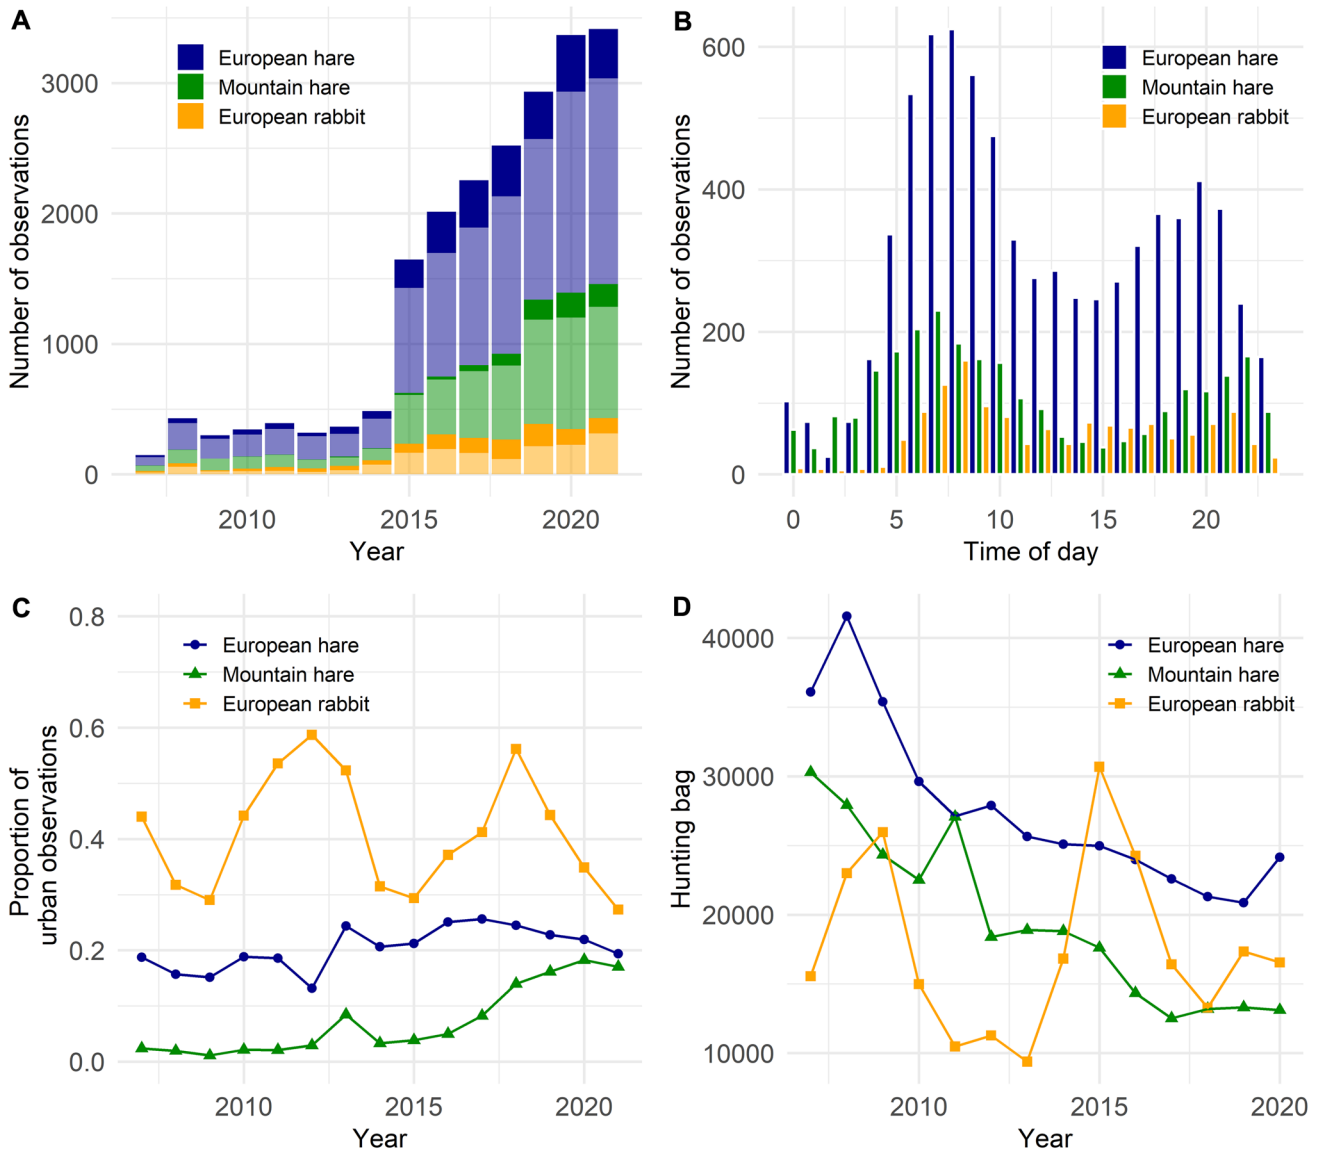 A
European hare
Mountain hare
European rabbit
3000
2000
1000
0
Number of observations
2010
2015
2020
Year
B
European hare
Mountain hare
European rabbit
600
400
200
0
Number of observations
0
5
10
15
20
Time of day
C
European hare
Mountain hare
European rabbit
0.8
0.6
0.4
0.2
0.0
Proportion of
urban observations
2010
2015
2020
Year
D
European hare
Mountain hare
European rabbit
40000
30000
20000
10000
Hunting bag
2010
2015
2020
Year